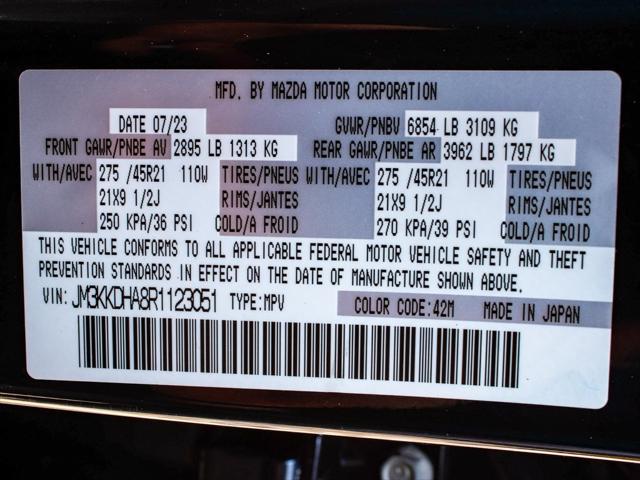 MFD. BY MAZDA MOTOR CORPORATION
DATE 07/23 GVWR/PNBV 6854 LB 3109 KG
FRONT GAWR/PNBE AV 2895 LB 1313 KG REAR GAWR/PNBE AR 3962 LB 1797 KG
WITH/AVEC 275 /45R21 110W TIRES/PNEUS WITH/AVEC 275 /45R21 110W TIRES/PNEUS
21X9 1/2J RIMS/JANTES 21X9 1/2J RIMS/JANTES
250 KPA/36 PSI COLD/A FROID 270 KPA/39 PSI COLD/A FROID
THIS VEHICLE CONFORMS TO ALL APPLICABLE FEDERAL MOTOR VEHICLE SAFETY AND THEFT
PREVENTION STANDARDS IN EFFECT ON THE DATE OF MANUFACTURE SHOWN ABOVE.
VIN: JM3KKDHA8R1123051 TYPE:MPV COLOR CODE:42M MADE IN JAPAN